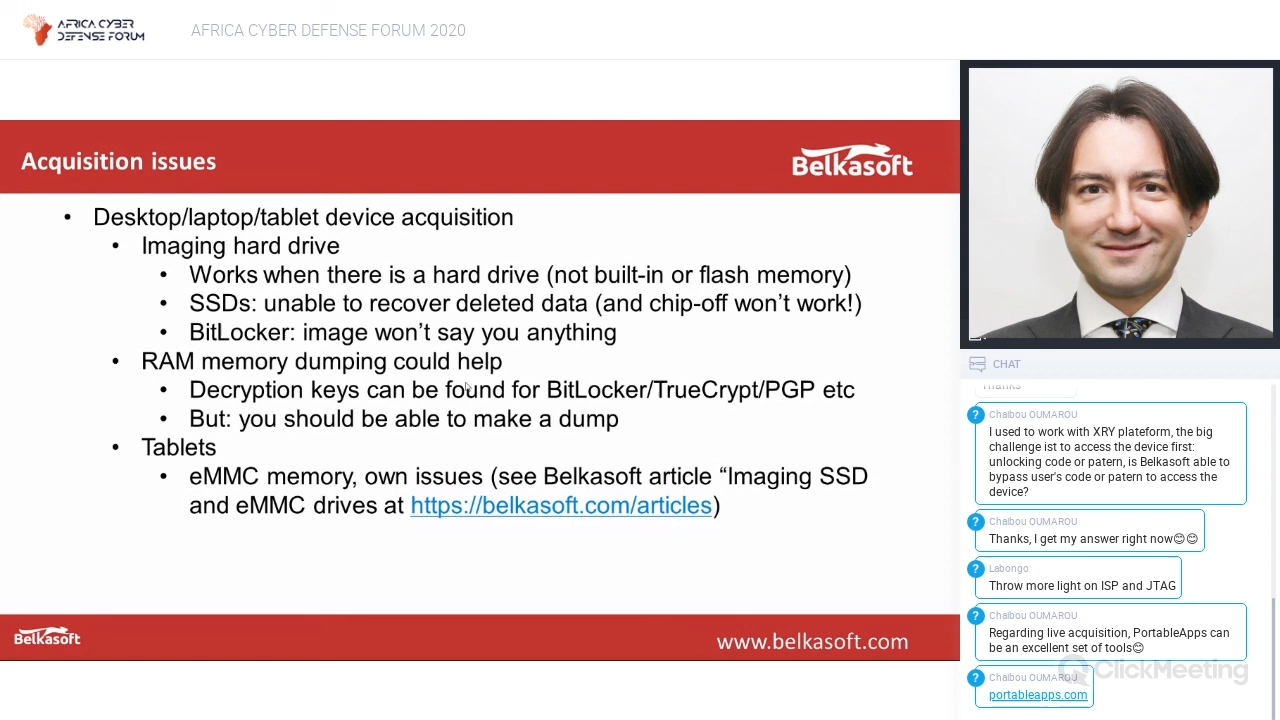 AFRICA CYBER
DEFENSE FORUM
AFRICA CYBER DEFENSE FORUM 2020
Acquisition issues
Belkasoft
• Desktop/laptop/tablet device acquisition
• Imaging hard drive
• Works when there is a hard drive (not built-in or flash memory)
• SSDs: unable to recover deleted data (and chip-off won't work!)
• BitLocker: image won't say you anything
• RAM memory dumping could help
• Decryption keys can be found for BitLocker/TrueCrypt/PGP etc
• But: you should be able to make a dump
• Tablets
• eMMC memory, own issues (see Belkasoft article “Imaging SSD
and eMMC drives at https://belkasoft.com/articles)
Belkasoft
www.belkasoft.com
CHAT
Thanks
? Chaibou OUMAROU
I used to work with XRY plateform, the big
challenge ist to access the device first:
unlocking code or patern, is Belkasoft able to
bypass user's code or patern to access the
device?
? Chaibou OUMAROU
Thanks, I get my answer right now😊😊
? Labongo
Throw more light on ISP and JTAG
? Chaibou OUMAROU
Regarding live acquisition, PortableApps can
be an excellent set of tools😊
? Chaibou OUMAROU
portableapps.com
ClickMeeting